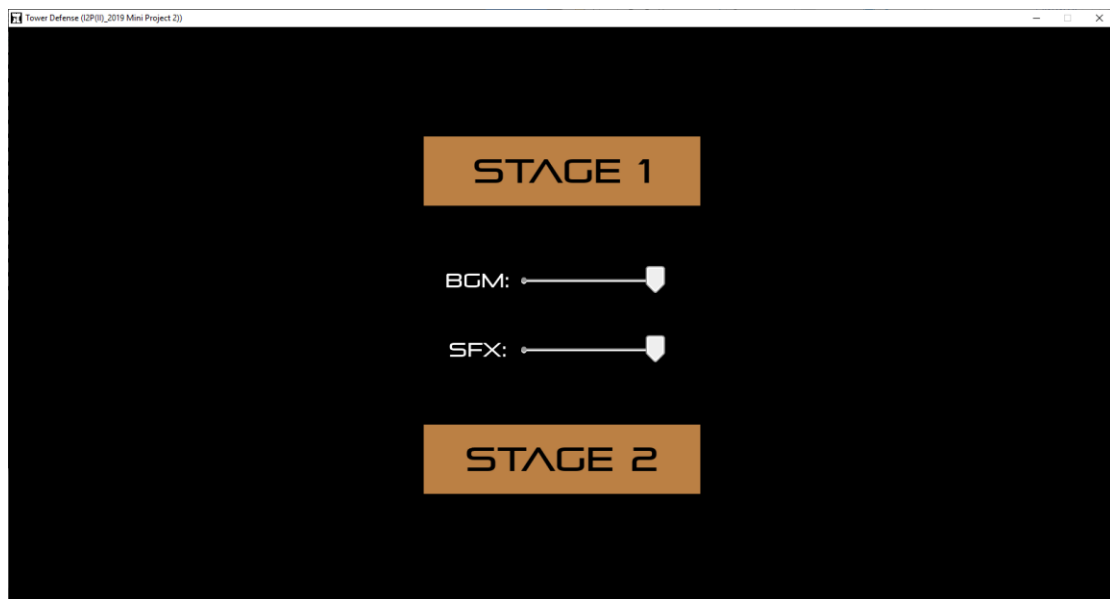 Tower Defense (I2P(II)_2019 Mini Project 2))
STAGE 1
BGM:
SFX:
STAGE 2